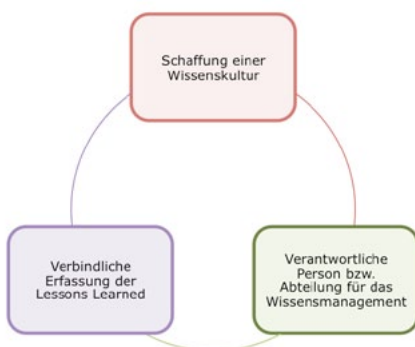 Schaffung einer
Wissenskultur
Verbindliche
Erfassung der
Lessons Learned
Verantwortliche
Person bzw.
Abteilung für das
Wissensmanagement